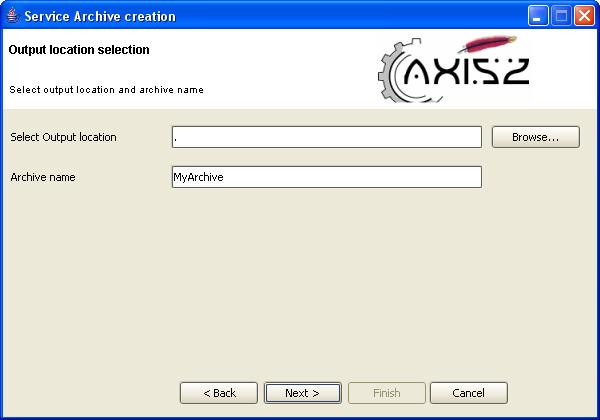 Service Archive creation
Output location selection
Select output location and archive name
AXIS2
Select Output location
.
Browse...
Archive name
MyArchive
< Back
Next >
Finish
Cancel